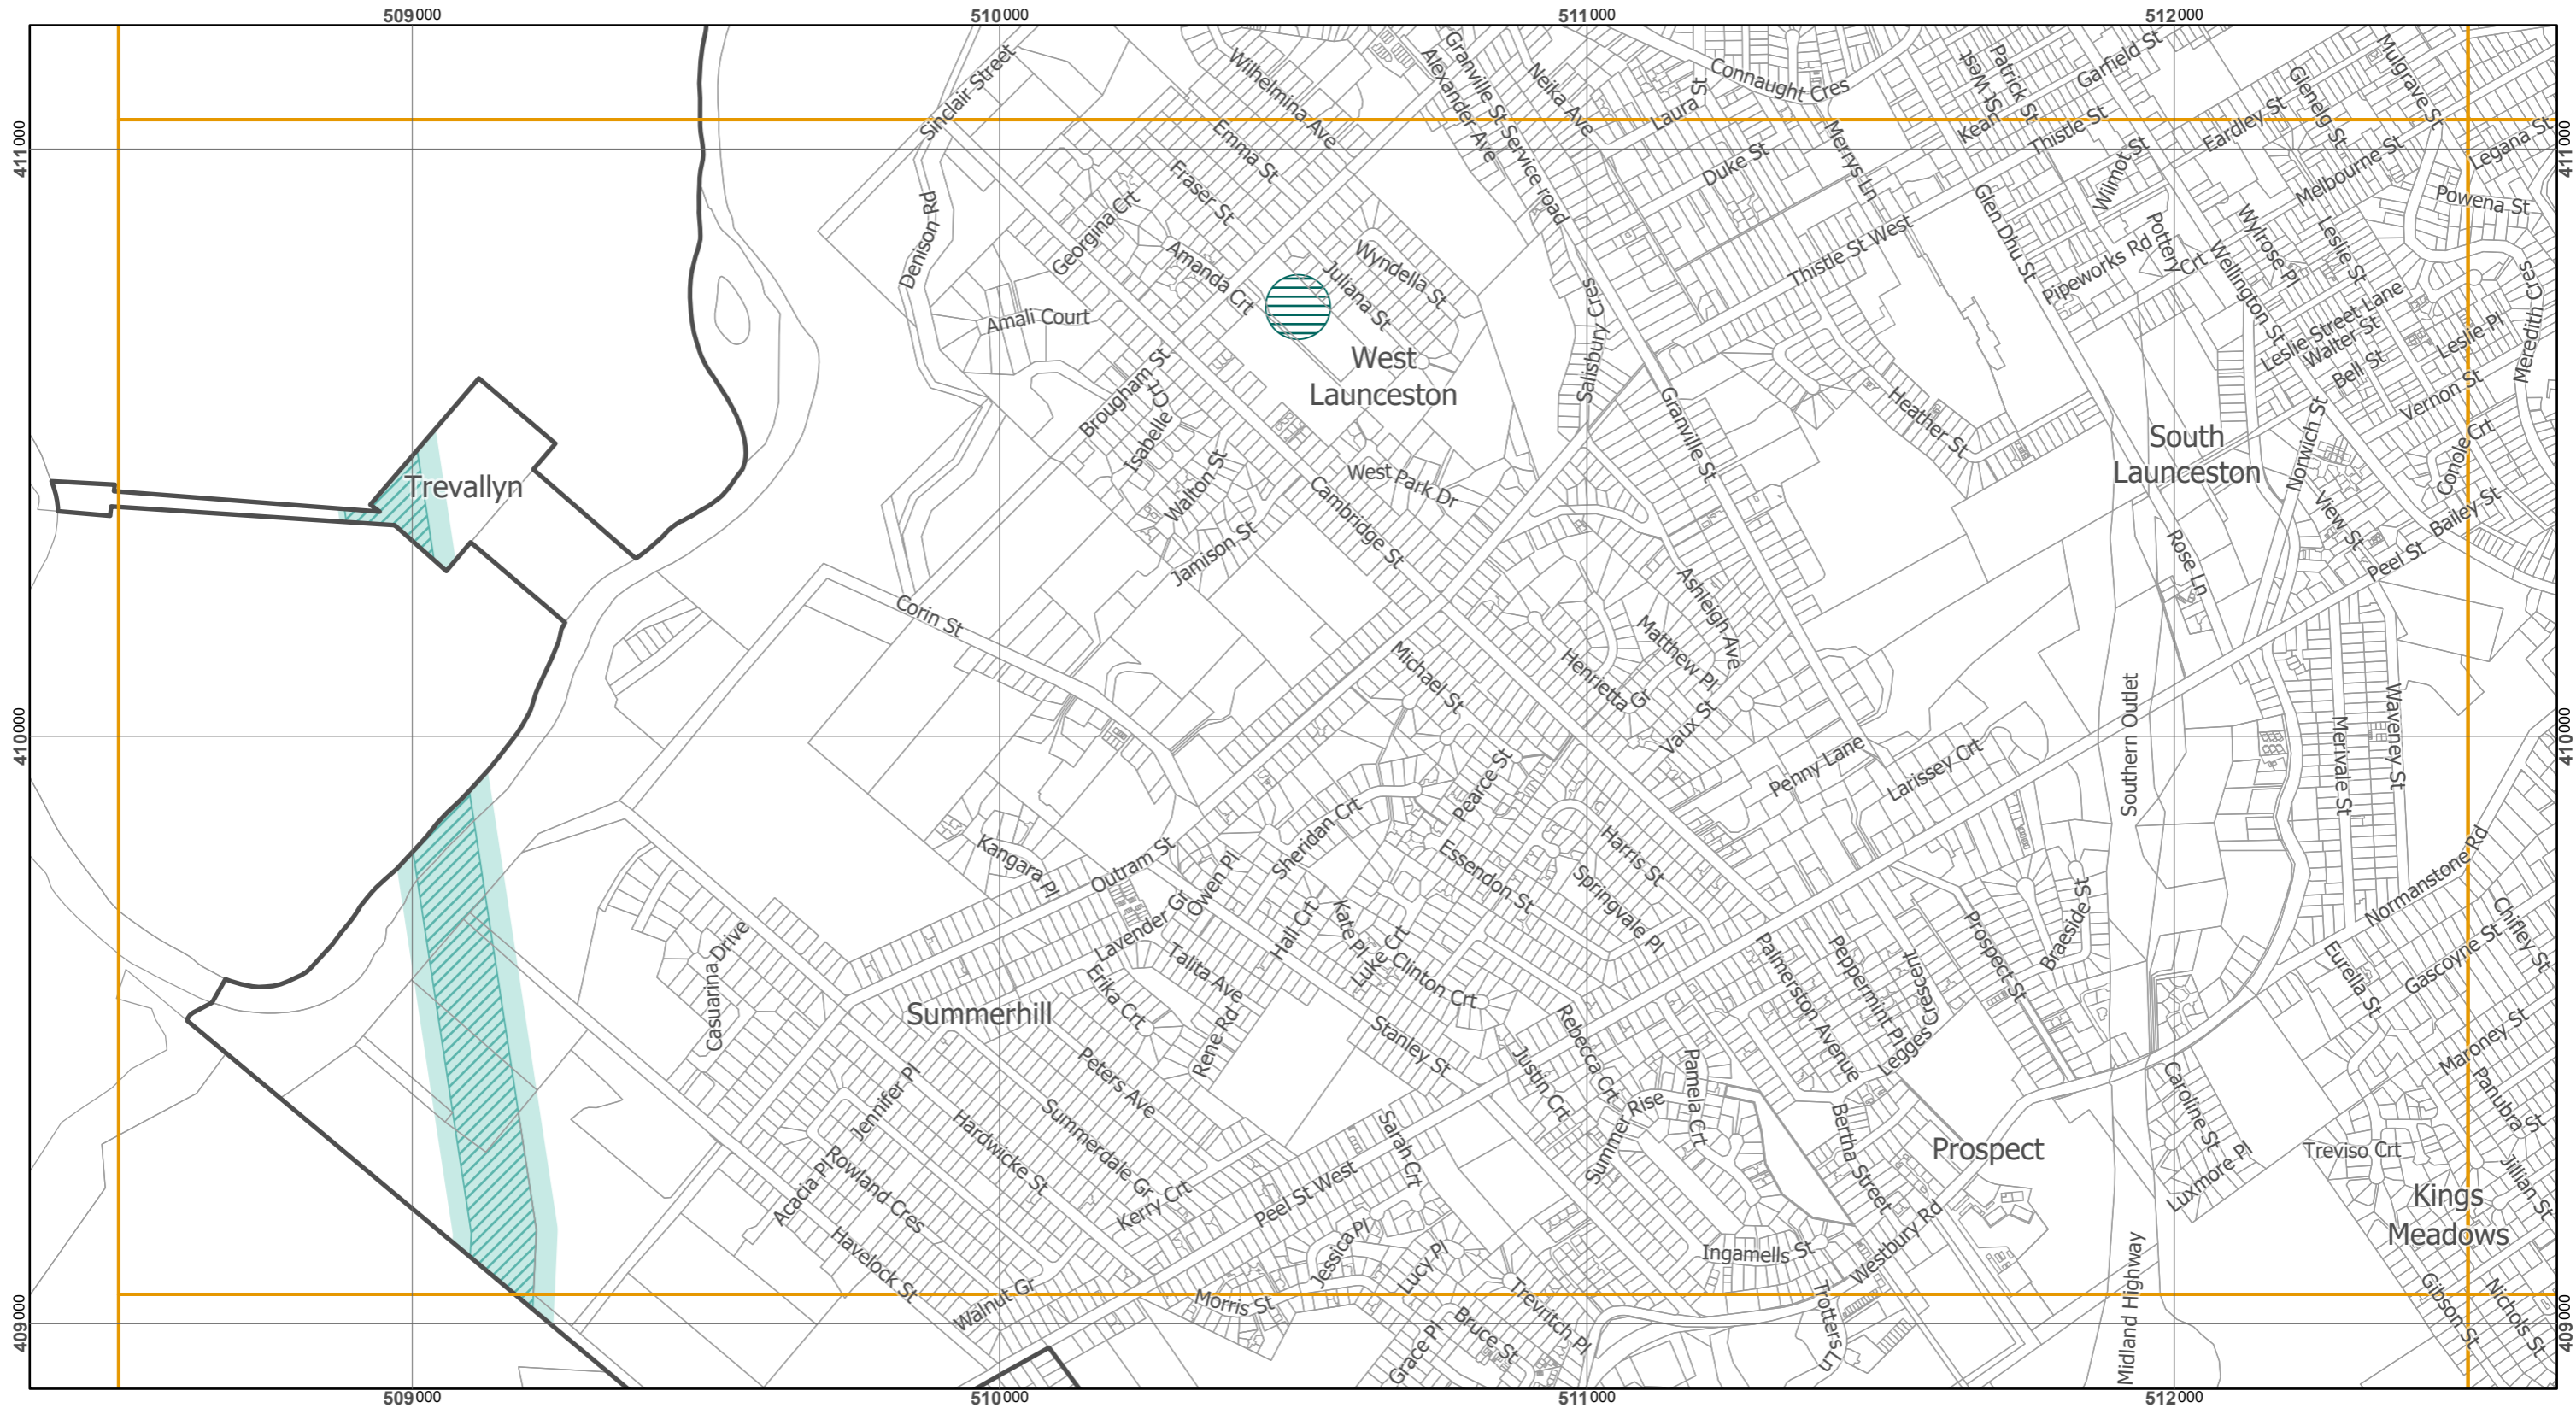 509000
510000
511000
512000
411000
410000
409000
411000
410000
409000
Sinclair Street
Wilhelmina Ave
Alexander Ave
Granville St Service road
Neika Ave
Laura St
Connaught Cres
Merrys Ln
Kean St West
Patrick St
Garfield St
Thistle St
Eardley St
Genelg St
Mulgrave St
Melbourne St
Legana St
Powena St
Emma St
Fraser St
Duke St
Wilmot St
Denison Rd
Georgina Crt
Amanda Crt
Juliana St
Wyndella St
Thistle St West
Glen Dhu St
Pipeworks Rd
Pottery Crt
Wellington St
Wylrose Pl
Leslie St
Leslie Street Lane
Walter St
Bell St
Leslie Pl
Vernon St
Meredith Cres
Amali Court
Salisbury Cres
West
Launceston
Brougham St
Isabelle Crt
Walton St
Jamison St
Cambridge St
West Park Dr
Granville St
Heather St
South
Launceston
Norwich St
Conole Crt
View St
Bailey St
Peel St
Rose Ln
Trevallyn
Corin St
Michael St
Ashleigh Ave
Matthew Pl
Henrietta Gr
Vaux St
Penny Lane
Larissey Crt
Southern Outlet
Merivale St
Waveney St
Normanstone Rd
Kangara Pl
Outram St
Lavender Gr
Owen Pl
Sheridan Crt
Pearce St
Essendon St
Harris St
Springvale Pl
Hall Crt
Kate Pl
Luke Crt
Clinton Crt
Talita Ave
Erika Crt
Rene Rd
Casuarina Drive
Summerhill
Stanley St
Palmerston Avenue
Peppermint Pl
Legges Crescent
Prospect St
Braeside St
Eurella St
Gascoyne St
Chifley St
Maroney St
Panubra St
Rebecca Crt
Justin Crt
Summer Rise
Pamela Crt
Bertha Street
Prospect
Caroline St
Luxmore Pl
Treviso Crt
Jillian St
Kings
Meadows
Peters Ave
Jennifer Pl
Hardwicke St
Summerdale Gr
Kerry Crt
Acacia Pl
Rowland Cres
Havelock St
Peel St West
Sarah Crt
Jessica Pl
Lucy Pl
Ingamells St
Westbury Rd
Trotters Ln
Midland Highway
Gibson St
Nichols St
Walnut Gr
Morris St
Trevritch Pl
Bruce St
Grace Pl
509000
510000
511000
512000